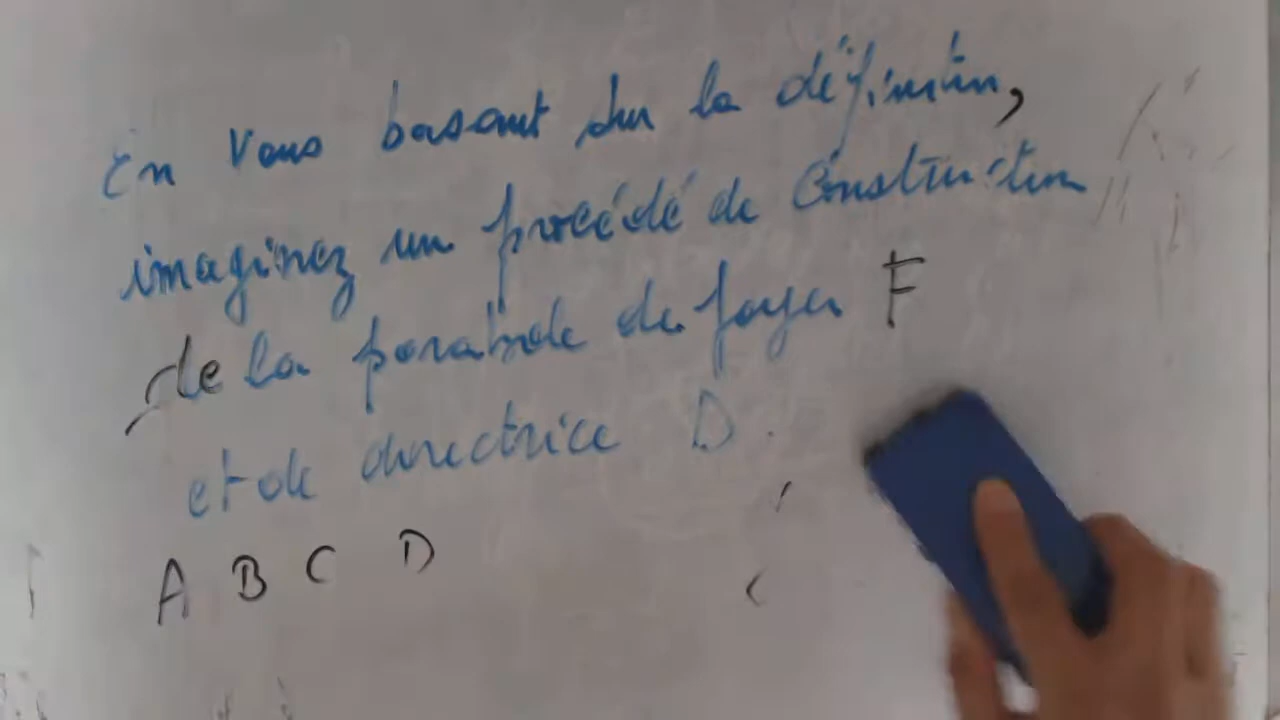 En vous basant sur la définition,
imaginez un procédé de construction
de la parabole de foyer F
et de directrice D.
A B C D